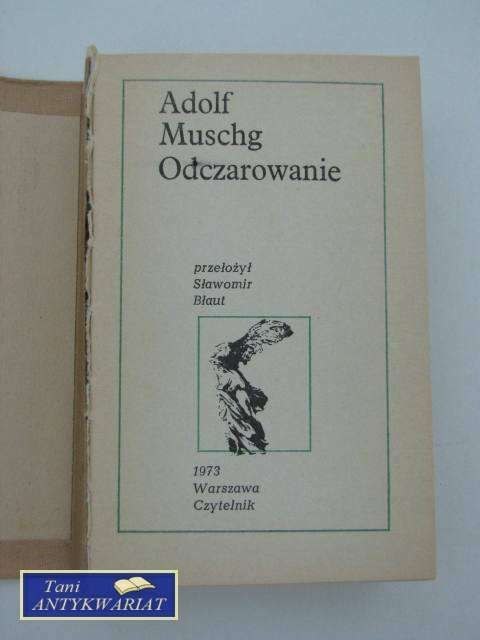 Adolf
Muschg
Odczarowanie
przełożył
Sławomir
Błaut
1973
Warszawa
Czytelnik
Tani
ANTYKWARIAT